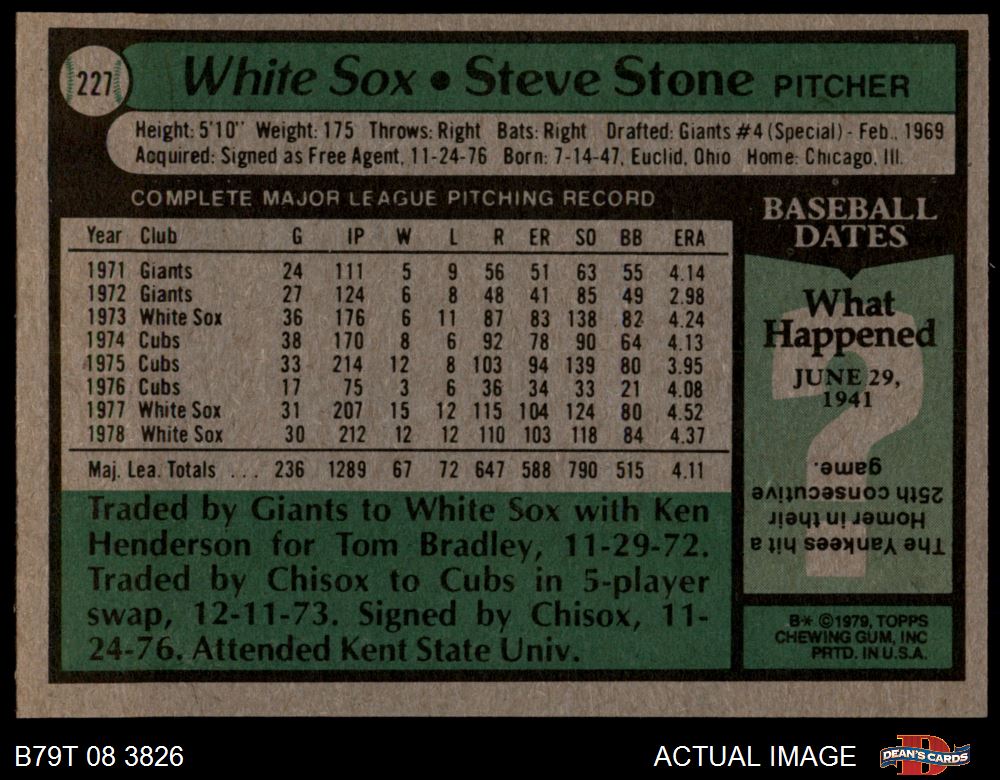 227
White Sox • Steve Stone PITCHER
Height: 5'10" Weight: 175 Throws: Right Bats: Right Drafted: Giants #4 (Special) - Feb., 1969
Acquired: Signed as Free Agent, 11-24-76 Born: 7-14-47, Euclid, Ohio Home: Chicago, Ill.
COMPLETE MAJOR LEAGUE PITCHING RECORD
Year Club G IP W L R ER SO BB ERA
1971 Giants 24 111 5 9 56 51 63 55 4.14
1972 Giants 27 124 6 8 48 41 85 49 2.98
1973 White Sox 36 176 6 11 87 83 138 82 4.24
1974 Cubs 38 170 8 6 92 78 90 64 4.13
1975 Cubs 33 214 12 8 103 94 139 80 3.95
1976 Cubs 17 75 3 6 36 34 33 21 4.08
1977 White Sox 31 207 15 12 115 104 124 80 4.52
1978 White Sox 30 212 12 12 110 103 118 84 4.37
Maj. Lea. Totals ... 236 1289 67 72 647 588 790 515 4.11
Traded by Giants to White Sox with Ken
Henderson for Tom Bradley, 11-29-72.
Traded by Chisox to Cubs in 5-player
swap, 12-11-73. Signed by Chisox, 11-
24-76. Attended Kent State Univ.
BASEBALL
DATES
What
Happened
JUNE 29,
1941
?
The Yankees hit a
Homer in their
25th consecutive
game.
B* ©1979, TOPPS
CHEWING GUM, INC
PRTD. IN U.S.A.
B79T 08 3826
ACTUAL IMAGE
D
DEAN'S CARDS